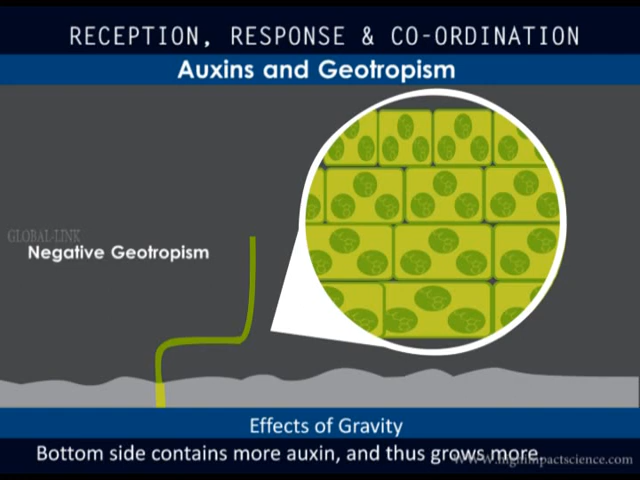 RECEPTION, RESPONSE & CO-ORDINATION
Auxins and Geotropism
GLOBAL-LINK
Negative Geotropism
Effects of Gravity
Bottom side contains more auxin, and thus grows more.
www.highimpactscience.com